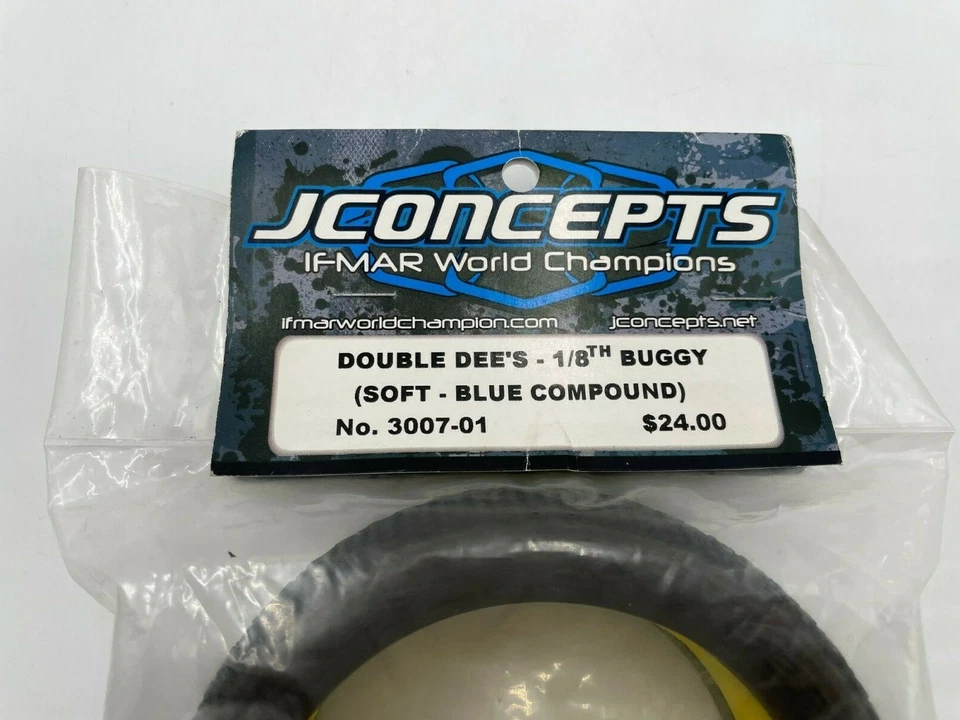 JCONCEPTS
IFMAR World Champions
ifmarworldchampion.com jconcepts.net
DOUBLE DEE'S - 1/8TH BUGGY
(SOFT - BLUE COMPOUND)
No. 3007-01 $24.00